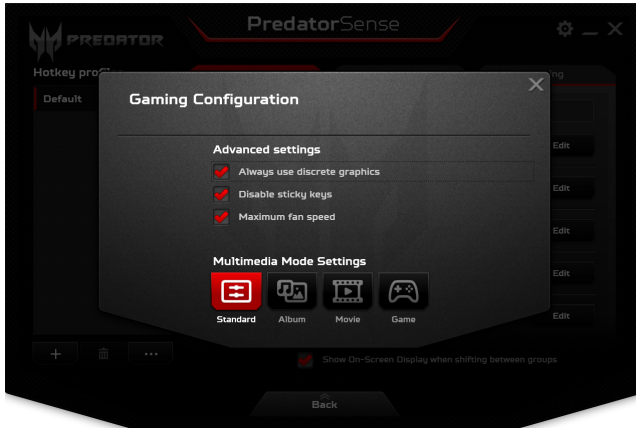 PREDATOR
PredatorSense
Hotkey
Default
Gaming Configuration
Advanced settings
Always use discrete graphics
Disable sticky keys
Maximum fan speed
Multimedia Mode Settings
Standard Album Movie Game
Edit
Edit
Edit
Edit
Edit
Show On-Screen Display when shifting between groups
Back